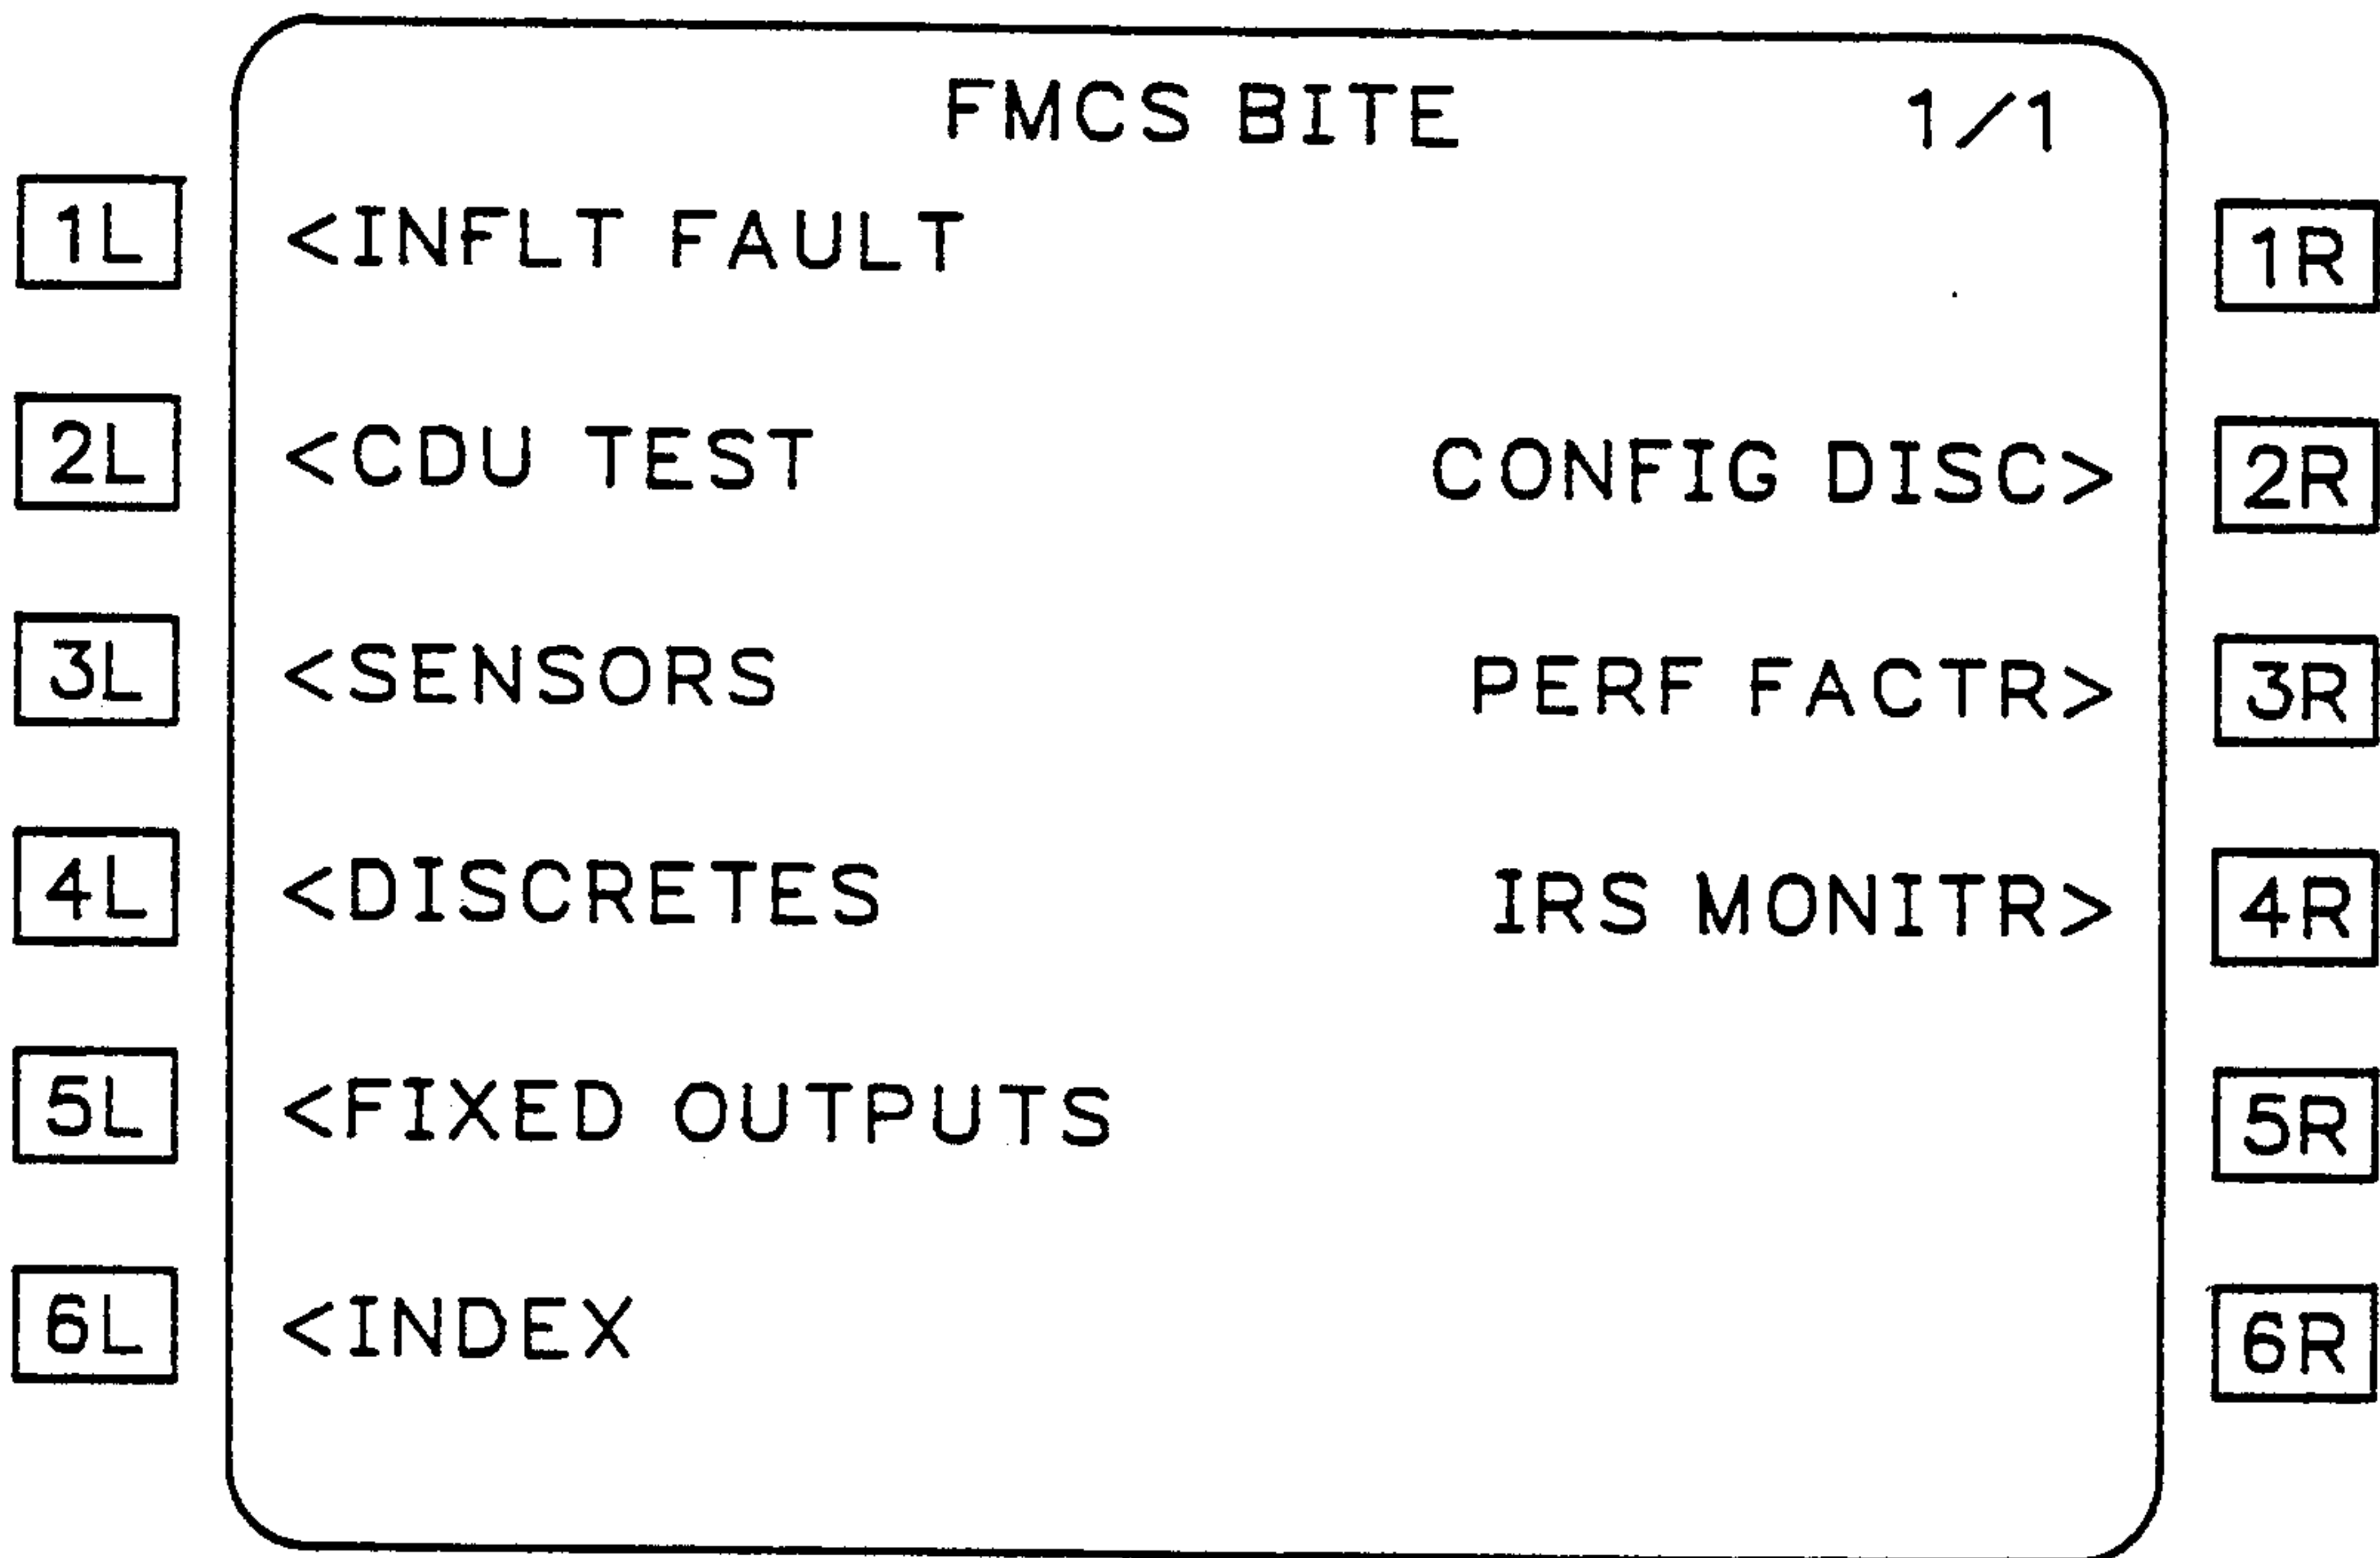 FMCS BITE 1/1
1L <INFLT FAULT 1R
2L <CDU TEST CONFIG DISC> 2R
3L <SENSORS PERF FACTR> 3R
4L <DISCRETES IRS MONITR> 4R
5L <FIXED OUTPUTS 5R
6L <INDEX 6R